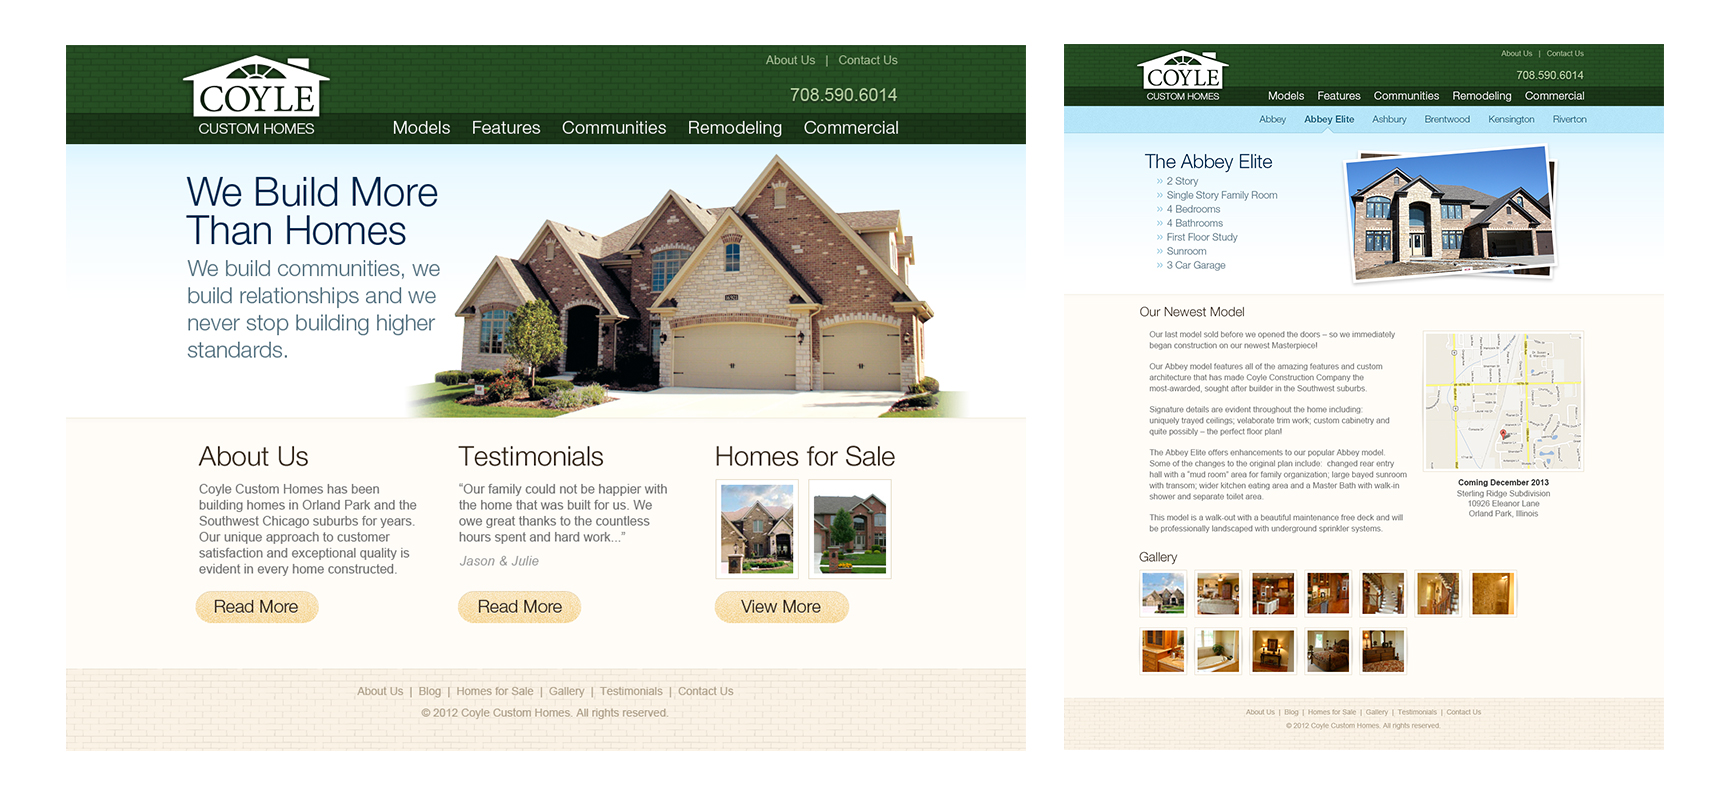 About Us | Contact Us
COYLE
CUSTOM HOMES
708.590.6014
Models Features Communities Remodeling Commercial
We Build More
Than Homes
We build communities, we
build relationships and we
never stop building higher
standards.
About Us
Coyle Custom Homes has been
building homes in Orland Park and the
Southwest Chicago suburbs for years.
Our unique approach to customer
satisfaction and exceptional quality is
evident in every home constructed.
Read More
Testimonials
“Our family could not be happier with
the home that was built for us. We
owe great thanks to the countless
hours spent and hard work...”
Jason & Julie
Read More
Homes for Sale
View More
About Us | Blog | Homes for Sale | Gallery | Testimonials | Contact Us
© 2012 Coyle Custom Homes. All rights reserved.
About Us | Contact Us
COYLE
CUSTOM HOMES
708.590.6014
Models Features Communities Remodeling Commercial
Abbey Abbey Elite Ashbury Brentwood Kensington Riverton
The Abbey Elite
» 2 Story
» Single Story Family Room
» 4 Bedrooms
» 4 Bathrooms
» First Floor Study
» Sunroom
» 3 Car Garage
Our Newest Model
Our last model sold before we opened the doors – so we immediately
began construction on our newest Masterpiece!
Our Abbey model features all of the amazing features and custom
architecture that has made Coyle Construction Company the
most-awarded, sought after builder in the Southwest suburbs.
Signature details are evident throughout the home including:
uniquely trayed ceilings; velaborate trim work; custom cabinetry and
quite possibly – the perfect floor plan!
The Abbey Elite offers enhancements to our popular Abbey model.
Some of the changes to the original plan include: changed rear entry
hall with a "mud room" area for family organization; large bayed sunroom
with transom; wider kitchen eating area and a Master Bath with walk-in
shower and separate toilet area.
This model is a walk-out with a beautiful maintenance free deck and will
be professionally landscaped with underground sprinkler systems.
Coming December 2013
Sterling Ridge Subdivision
10926 Eleanor Lane
Orland Park, Illinois
Gallery
About Us | Blog | Homes for Sale | Gallery | Testimonials | Contact Us
© 2012 Coyle Custom Homes. All rights reserved.